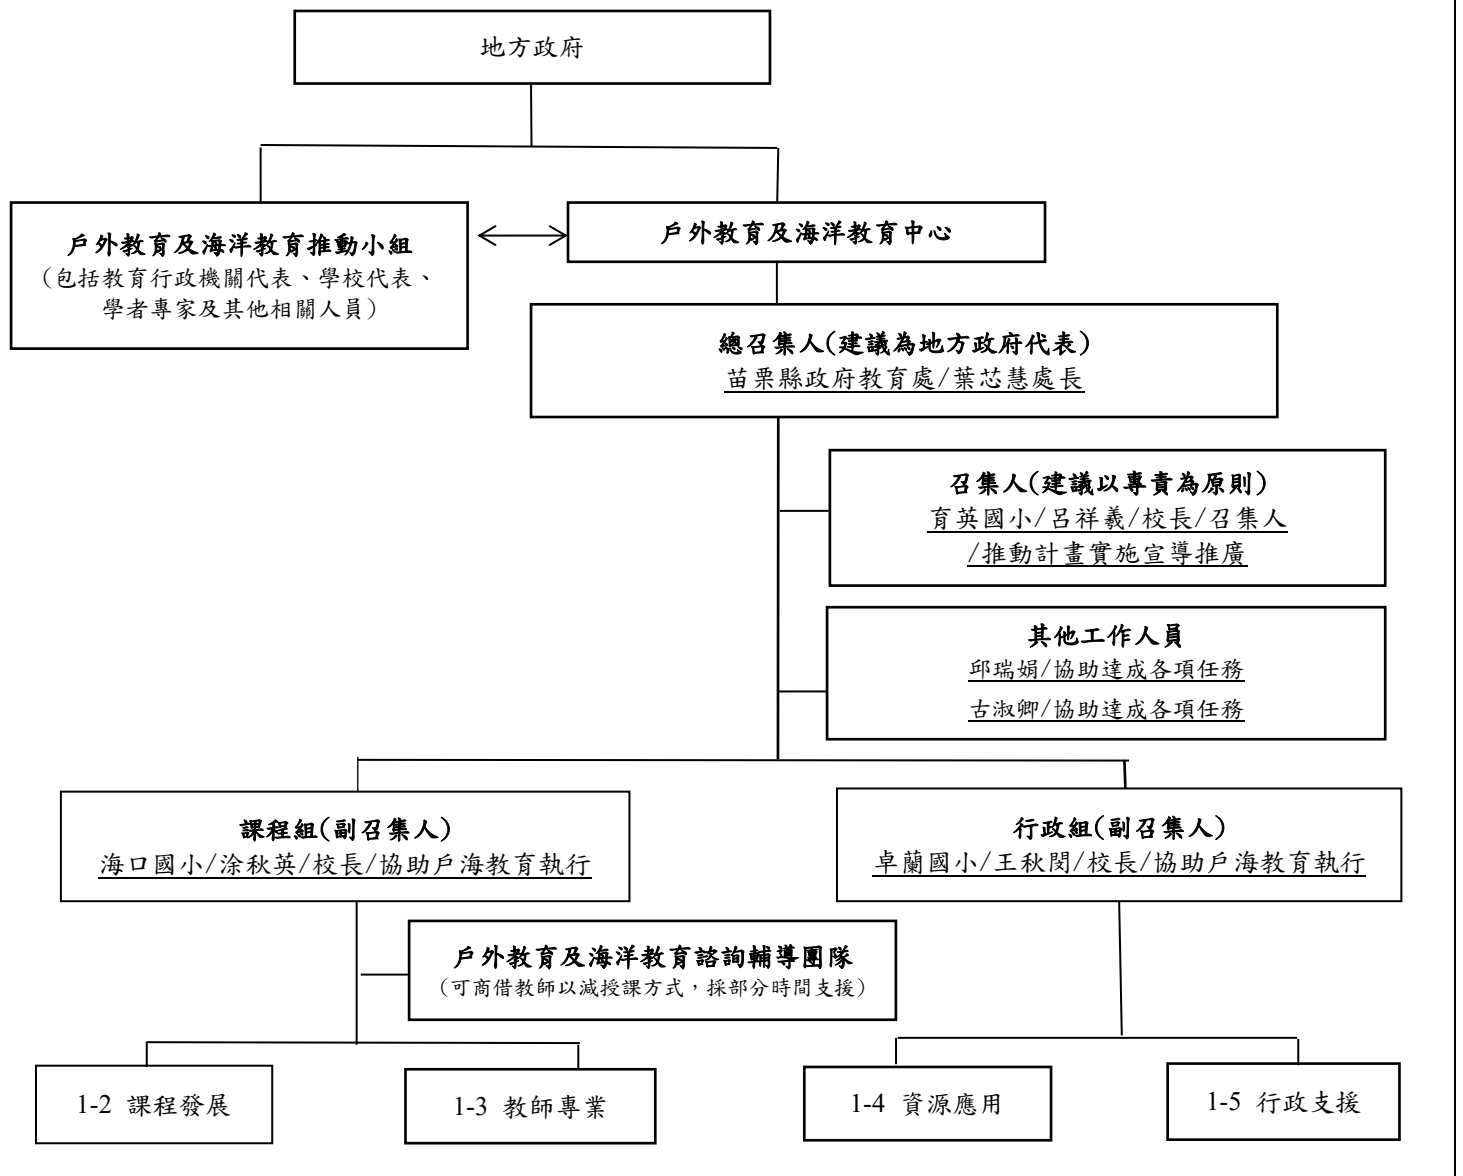 地方政府
戶外教育及海洋教育推動小組
（包括教育行政機關代表、學校代表、
學者專家及其他相關人員）
戶外教育及海洋教育中心
總召集人(建議為地方政府代表)
苗栗縣政府教育處/葉芯慧處長
召集人(建議以專責為原則)
育英國小/呂祥義/校長/召集人
/推動計畫實施宣導推廣
其他工作人員
邱瑞娟/協助達成各項任務
古淑卿/協助達成各項任務
課程組(副召集人)
海口國小/涂秋英/校長/協助戶海教育執行
行政組(副召集人)
卓蘭國小/王秋閔/校長/協助戶海教育執行
戶外教育及海洋教育諮詢輔導團隊
（可商借教師以減授課方式，採部分時間支援）
1-2 課程發展
1-3 教師專業
1-4 資源應用
1-5 行政支援